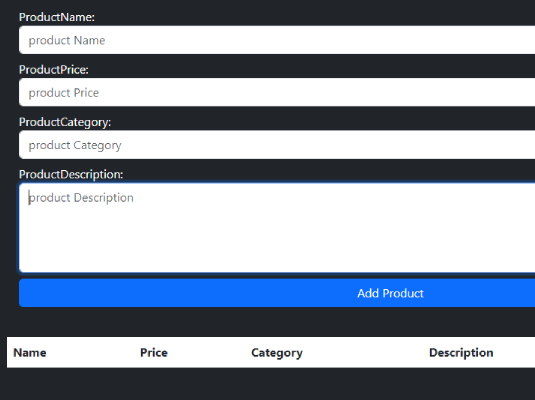 ProductName:
product Name
ProductPrice:
product Price
ProductCategory:
product Category
ProductDescription:
product Description
Add Product
Name Price Category Description